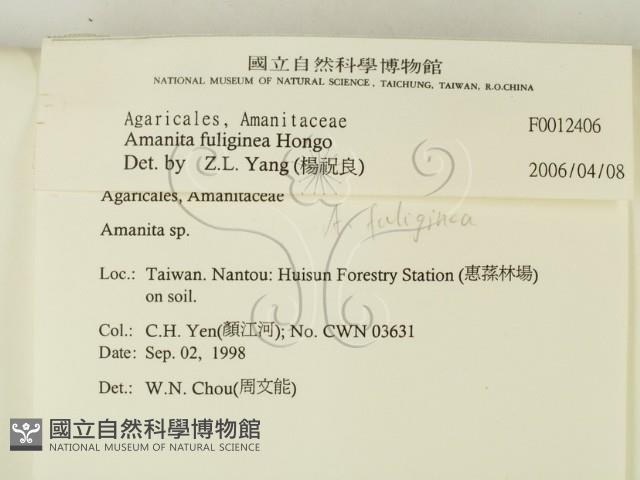 國立自然科學博物館
NATIONAL MUSEUM OF NATURAL SCIENCE, TAICHUNG, TAIWAN, R.O.CHINA
Agaricales, Amanitaceae F0012406
Amanita fuliginea Hongo
Det. by Z.L. Yang (楊祝良) 2006/04/08
Agaricales, Amanitaceae
A. fuliginea
Amanita sp.
Loc.: Taiwan. Nantou: Huisun Forestry Station (惠蓀林場)
on soil.
Col.: C.H. Yen(顏江河); No. CWN 03631
Date: Sep. 02, 1998
Det.: W.N. Chou(周文能)
國立自然科學博物館
NATIONAL MUSEUM OF NATURAL SCIENCE